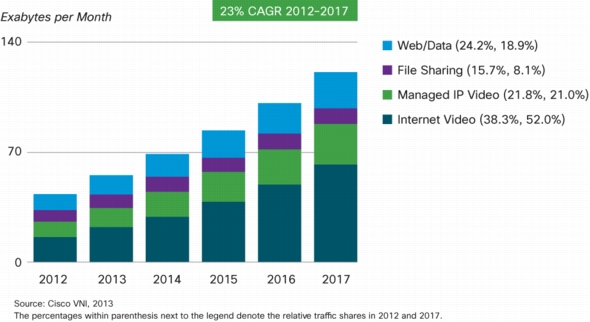 23% CAGR 2012–2017
Exabytes per Month
140
70
0
2012 2013 2014 2015 2016 2017
Web/Data (24.2%, 18.9%)
File Sharing (15.7%, 8.1%)
Managed IP Video (21.8%, 21.0%)
Internet Video (38.3%, 52.0%)
Source: Cisco VNI, 2013
The percentages within parenthesis next to the legend denote the relative traffic shares in 2012 and 2017.